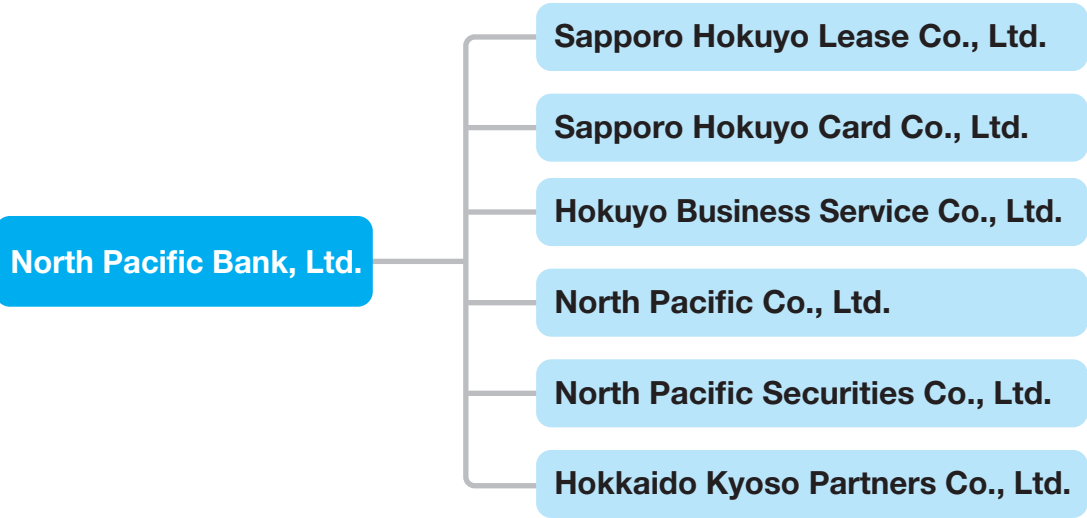 North Pacific Bank, Ltd.
Sapporo Hokuyo Lease Co., Ltd.
Sapporo Hokuyo Card Co., Ltd.
Hokuyo Business Service Co., Ltd.
North Pacific Co., Ltd.
North Pacific Securities Co., Ltd.
Hokkaido Kyoso Partners Co., Ltd.